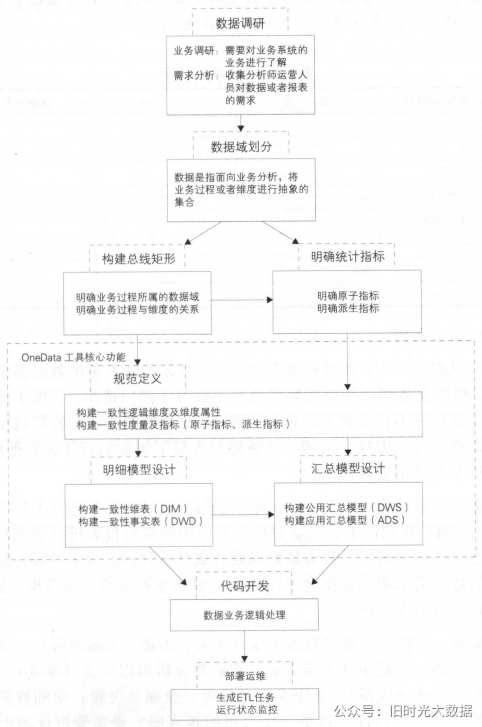 数据调研
业务调研：需要对业务系统的
业务进行了解
需求分析：收集分析师运营人
员对数据或者报表
的需求
数据域划分
数据是指面向业务分析，将
业务过程或者维度进行抽象的
集合
构建总线矩形
明确业务过程所属的数据域
明确业务过程与维度的关系
明确统计指标
明确原子指标
明确派生指标
OneData 工具核心功能
规范定义
构建一致性逻辑维度及维度属性
构建一致性度量及指标（原子指标、派生指标）
明细模型设计
构建一致性维表（DIM）
构建一致性事实表（DWD）
汇总模型设计
构建公用汇总模型（DWS）
构建应用汇总模型（ADS）
代码开发
数据业务逻辑处理
部署运维
生成ETL任务
运行状态监控
公众号：旧时光大数据